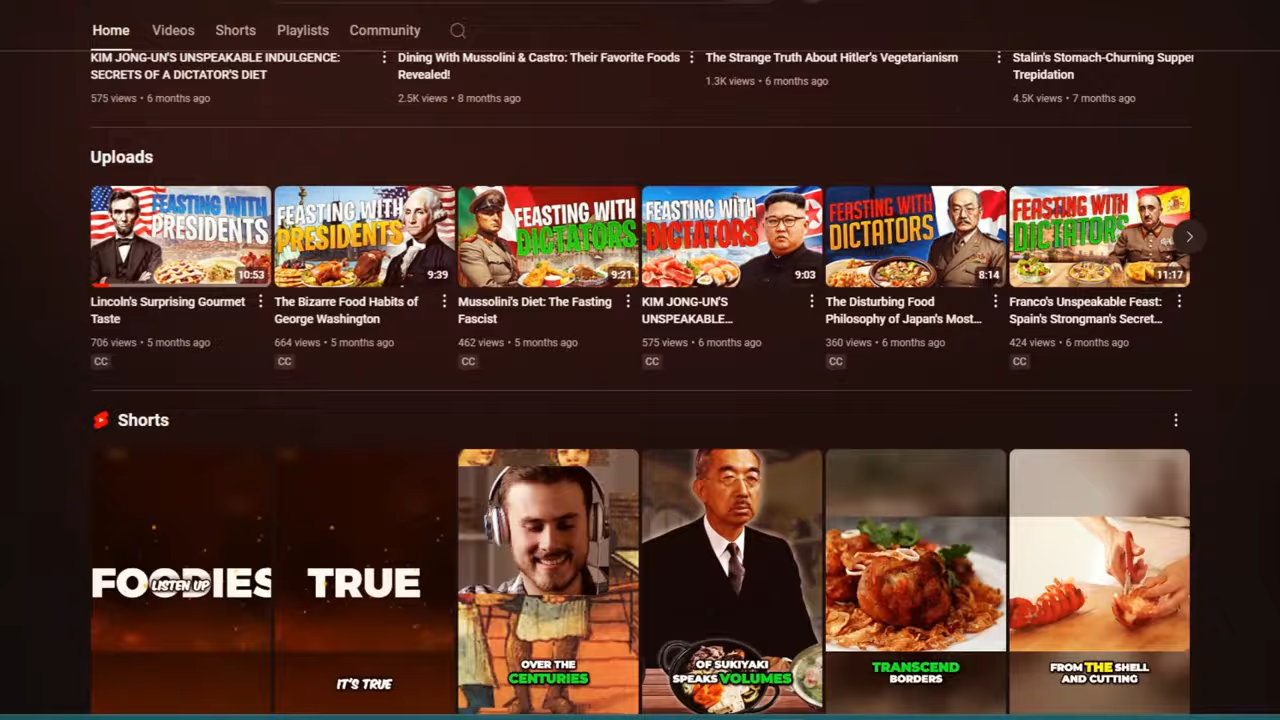 Home Videos Shorts Playlists Community
KIM JONG-UN'S UNSPEAKABLE INDULGENCE:
SECRETS OF A DICTATOR'S DIET
575 views • 6 months ago
Dining With Mussolini & Castro: Their Favorite Foods
Revealed!
2.5K views • 8 months ago
The Strange Truth About Hitler's Vegetarianism
1.3K views • 6 months ago
Stalin's Stomach-Churning Supper
Trepidation
4.5K views • 7 months ago
Uploads
FEASTING WITH
PRESIDENTS
10:53
Lincoln's Surprising Gourmet
Taste
706 views • 5 months ago
CC
FEASTING WITH
PRESIDENTS
9:39
The Bizarre Food Habits of
George Washington
664 views • 5 months ago
CC
FEASTING WITH
DICTATORS
9:21
Mussolini's Diet: The Fasting
Fascist
462 views • 5 months ago
CC
FEASTING WITH
DICTATORS
9:03
KIM JONG-UN'S
UNSPEAKABLE...
575 views • 6 months ago
CC
FEASTING WITH
DICTATORS
8:14
The Disturbing Food
Philosophy of Japan's Most...
360 views • 6 months ago
CC
FEASTING WITH
DICTATORS
11:17
Franco's Unspeakable Feast:
Spain's Strongman's Secret...
424 views • 6 months ago
CC
Shorts
FOODIES
LISTEN UP
TRUE
IT'S TRUE
OVER THE
CENTURIES
OF SUKIYAKI
SPEAKS VOLUMES
TRANSCEND
BORDERS
FROM THE SHELL
AND CUTTING